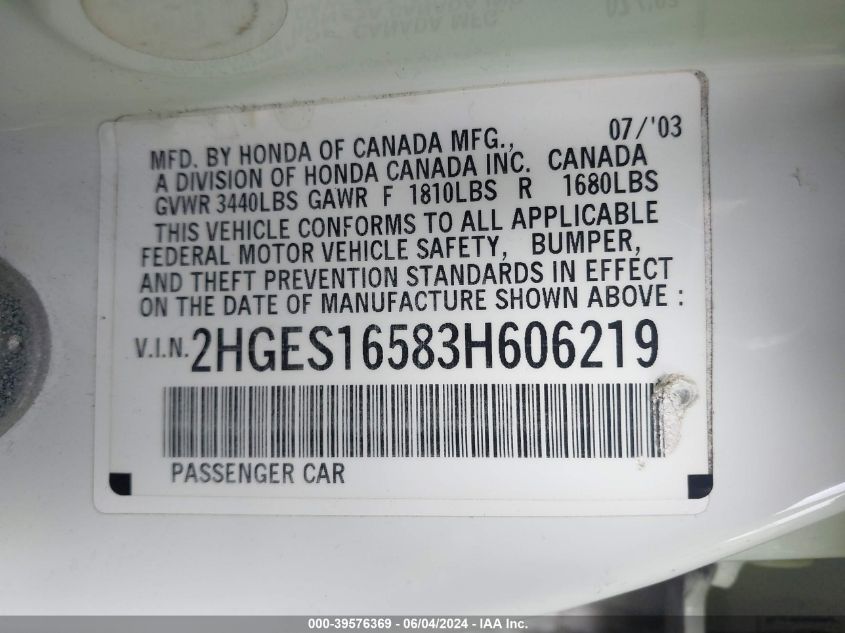 07/'03
MFD. BY HONDA OF CANADA MFG.,
A DIVISION OF HONDA CANADA INC. CANADA
GVWR 3440LBS GAWR F 1810LBS R 1680LBS
THIS VEHICLE CONFORMS TO ALL APPLICABLE
FEDERAL MOTOR VEHICLE SAFETY, BUMPER,
AND THEFT PREVENTION STANDARDS IN EFFECT
ON THE DATE OF MANUFACTURE SHOWN ABOVE :
V.I.N. 2HGES16583H606219
PASSENGER CAR
000-39576369 - 06/04/2024 - IAA Inc.